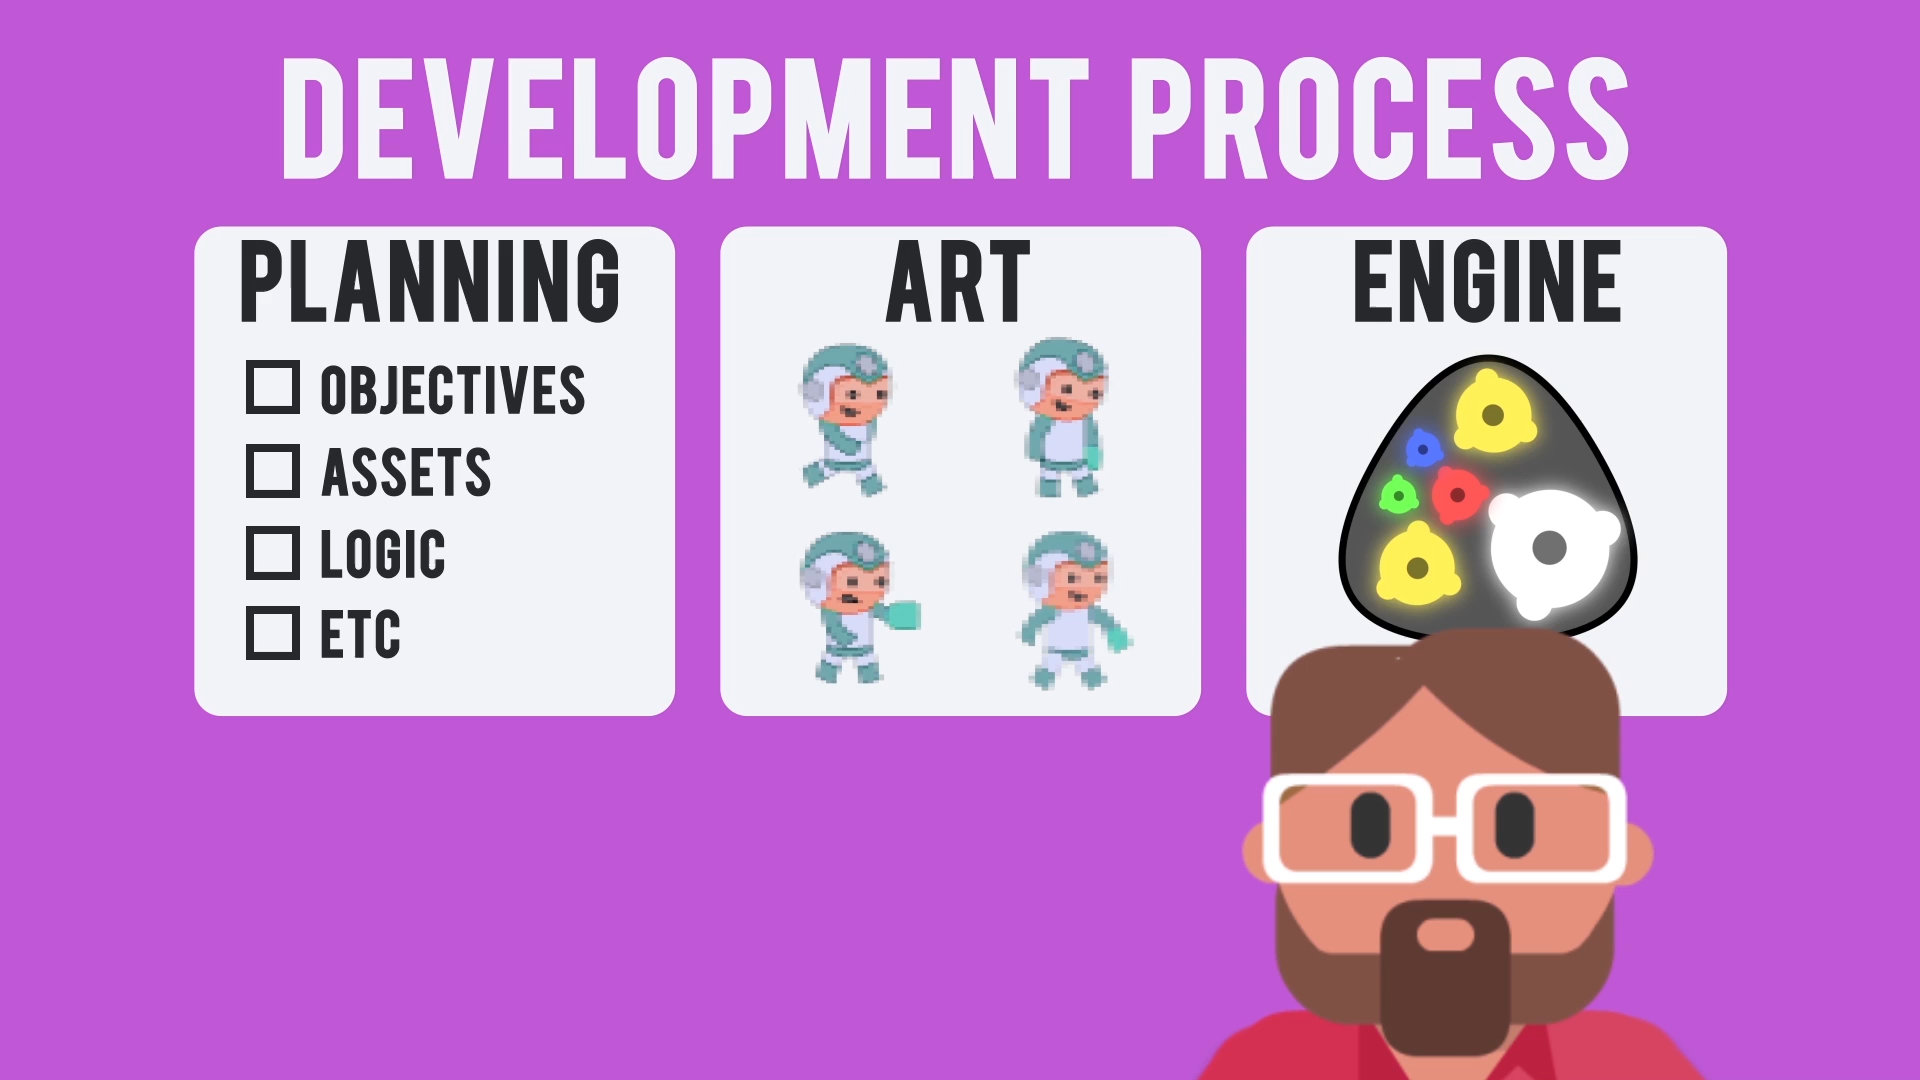 DEVELOPMENT PROCESS
PLANNING
OBJECTIVES
ASSETS
LOGIC
ETC
ART
ENGINE